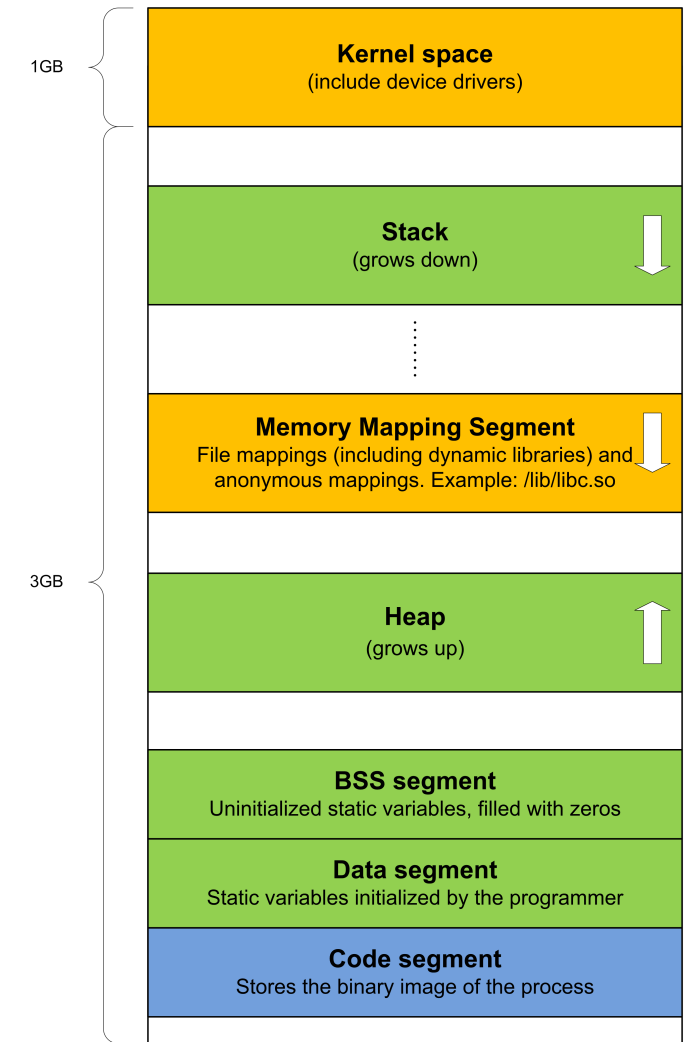 1GB
Kernel space
(include device drivers)
Stack
(grows down)
Memory Mapping Segment
File mappings (including dynamic libraries) and
anonymous mappings. Example: /lib/libc.so
3GB
Heap
(grows up)
BSS segment
Uninitialized static variables, filled with zeros
Data segment
Static variables initialized by the programmer
Code segment
Stores the binary image of the process